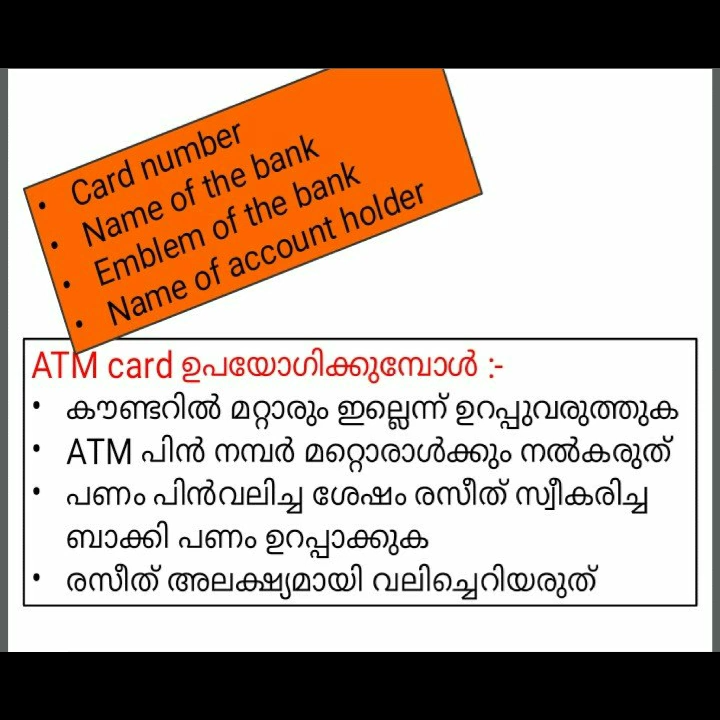 • Card number
• Name of the bank
• Emblem of the bank
• Name of account holder
ATM card ഉപയോഗിക്കുമ്പോൾ :-
• കൗണ്ടറിൽ മറ്റാരും ഇല്ലെന്ന് ഉറപ്പുവരുത്തുക
• ATM പിൻ നമ്പർ മറ്റൊരാൾക്കും നൽകരുത്
• പണം പിൻവലിച്ച ശേഷം രസീത് സ്വീകരിച്ച
ബാക്കി പണം ഉറപ്പാക്കുക
• രസീത് അലക്ഷ്യമായി വലിച്ചെറിയരുത്